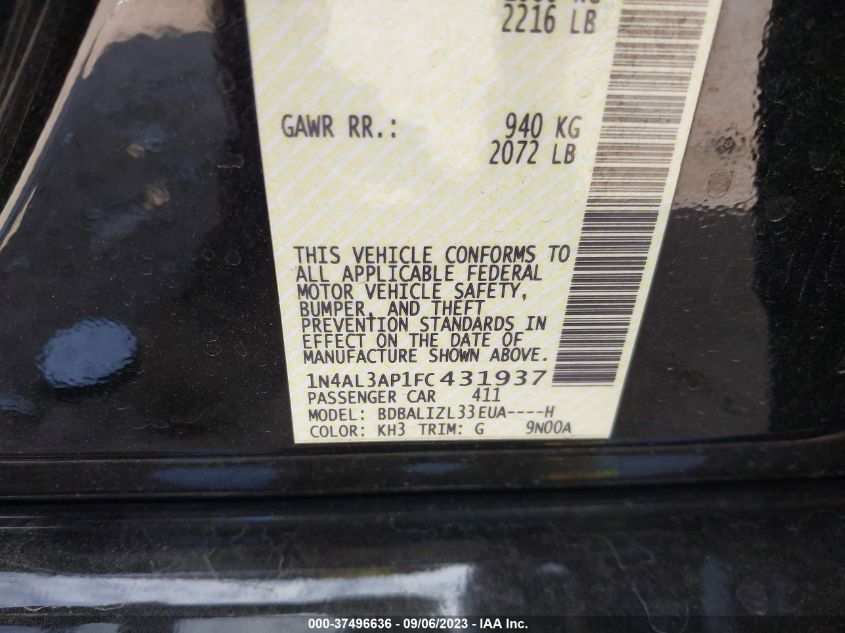 2216 LB
GAWR RR.: 940 KG
2072 LB
THIS VEHICLE CONFORMS TO
ALL APPLICABLE FEDERAL
MOTOR VEHICLE SAFETY,
BUMPER, AND THEFT
PREVENTION STANDARDS IN
EFFECT ON THE DATE OF
MANUFACTURE SHOWN ABOVE.
1N4AL3AP1FC431937
PASSENGER CAR 411
MODEL: BDBALIZL33EUA----H
COLOR: KH3 TRIM: G 9N00A
000-37496636 - 09/06/2023 - IAA Inc.